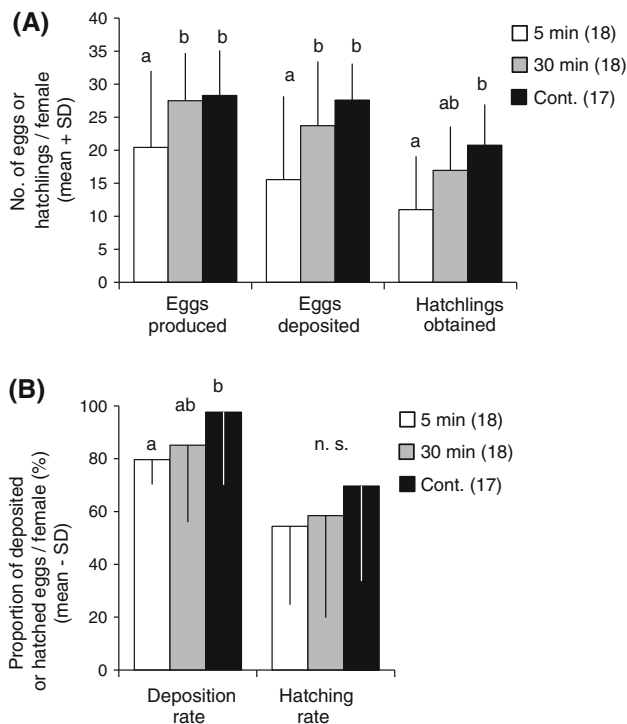 (A)
No. of eggs or
hatchlings / female
(mean + SD)
40
35
30
25
20
15
10
5
0
a b b
a b b
a ab b
5 min (18)
30 min (18)
Cont. (17)
Eggs
produced
Eggs
deposited
Hatchlings
obtained
(B)
Proportion of deposited
or hatched eggs / female (%)
(mean - SD)
100
80
60
40
20
0
a ab b
n. s.
5 min (18)
30 min (18)
Cont. (17)
Deposition
rate
Hatching
rate